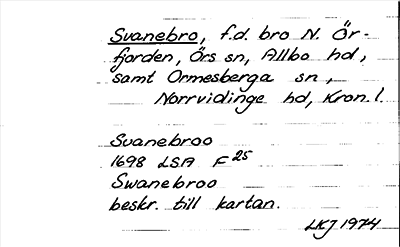 Svanebro, f.d. bro N. Ör-
fjorden, Örs sn, Allbo hd,
samt Ormesberga sn,
Norrvidinge hd, Kron. l.
Svanebroo
1698 LSA F 25
Swanebroo
beskr. till kartan.
LKJ 1974